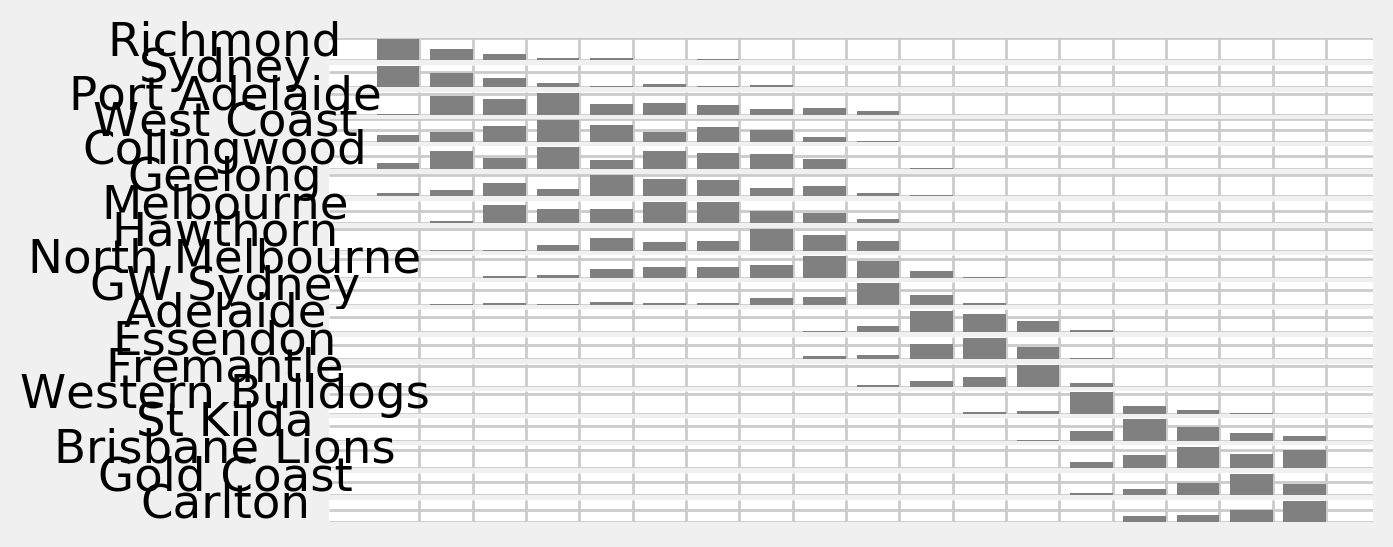 Richmond
Sydney
Port Adelaide
West Coast
Collingwood
Geelong
Melbourne
Hawthorn
North Melbourne
GW Sydney
Adelaide
Essendon
Fremantle
Western Bulldogs
St Kilda
Brisbane Lions
Gold Coast
Carlton